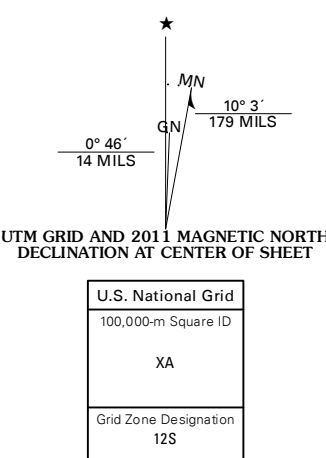 ★
MN
GN
10° 3´
179 MILS
0° 46´
14 MILS
UTM GRID AND 2011 MAGNETIC NORTH
DECLINATION AT CENTER OF SHEET
U.S. National Grid
100,000-m Square ID
XA
Grid Zone Designation
12S